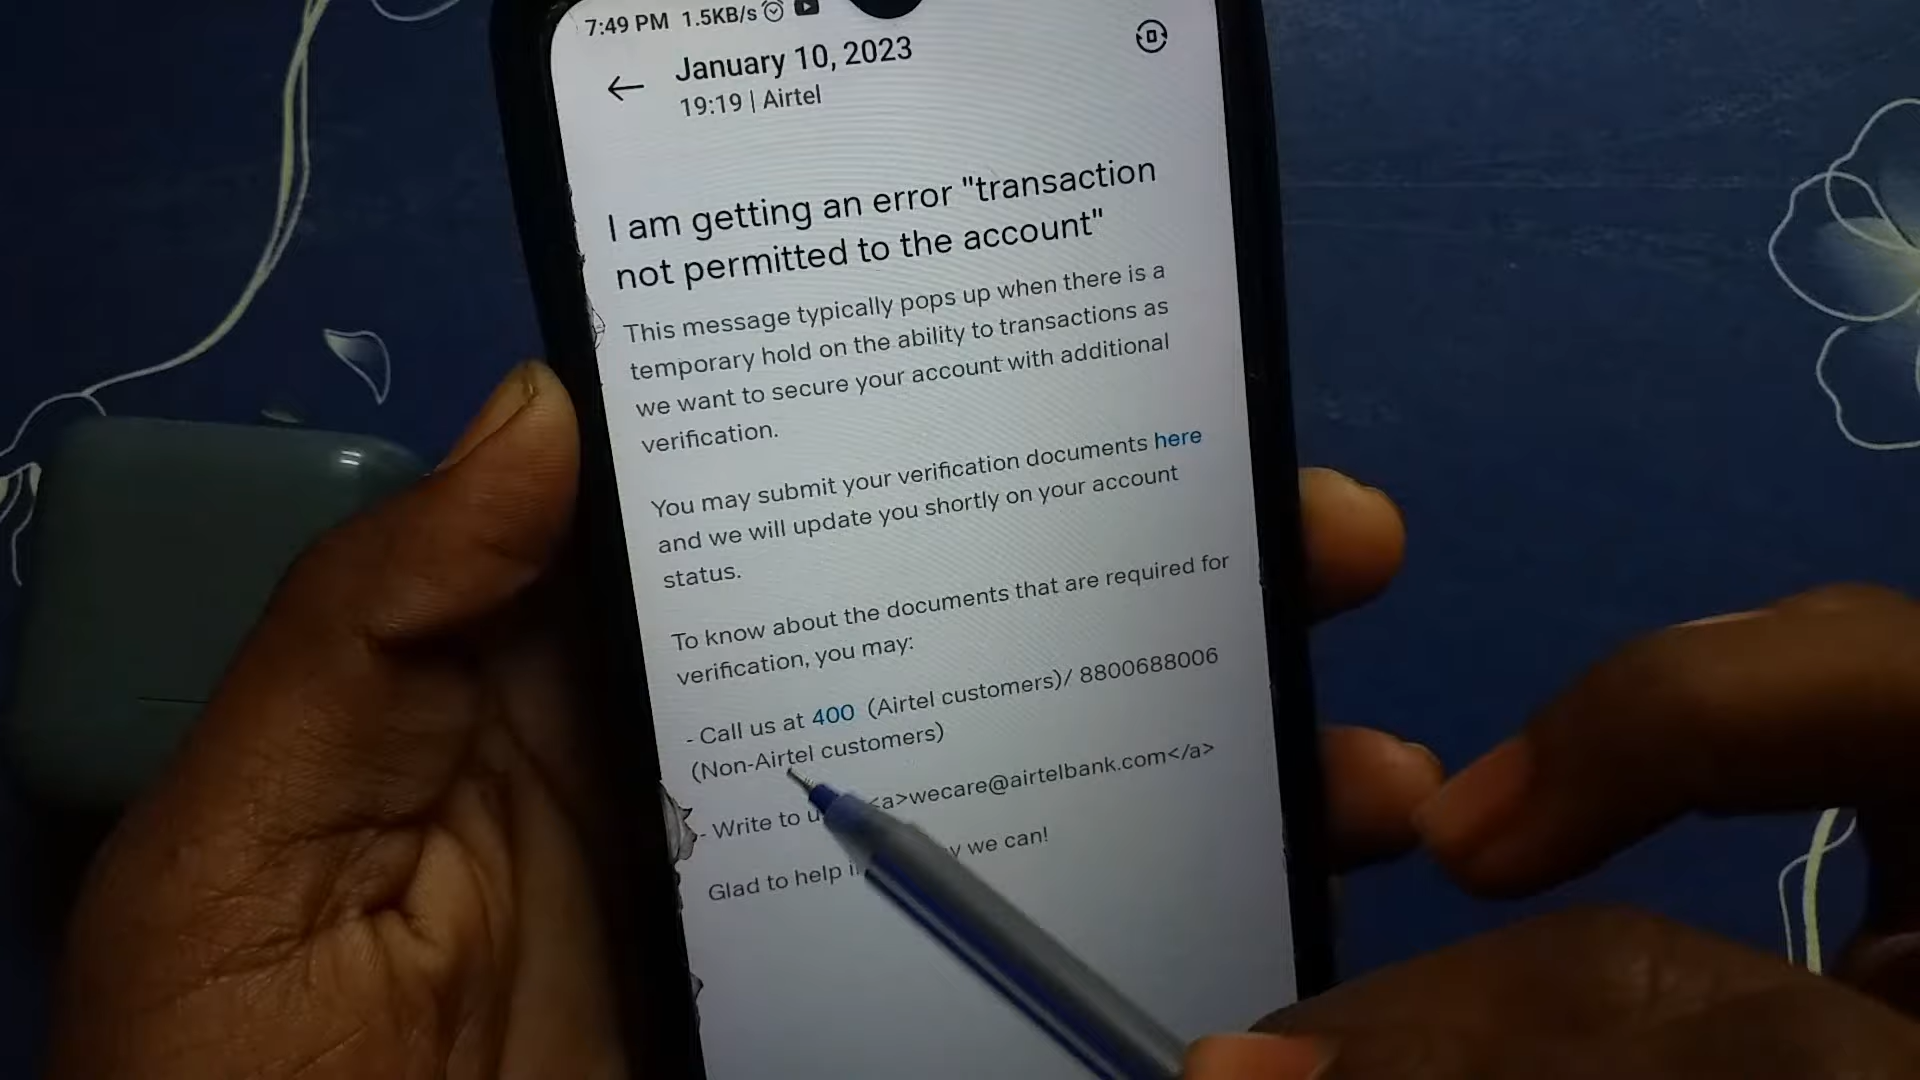 7:49 PM 1.5KB/s
January 10, 2023
19:19 | Airtel
I am getting an error "transaction
not permitted to the account"
This message typically pops up when there is a
temporary hold on the ability to transactions as
we want to secure your account with additional
verification.
You may submit your verification documents here
and we will update you shortly on your account
status.
To know about the documents that are required for
verification, you may:
- Call us at 400 (Airtel customers)/ 8800688006
(Non-Airtel customers)
- Write to <a>wecare@airtelbank.com</a>
Glad to help we can!